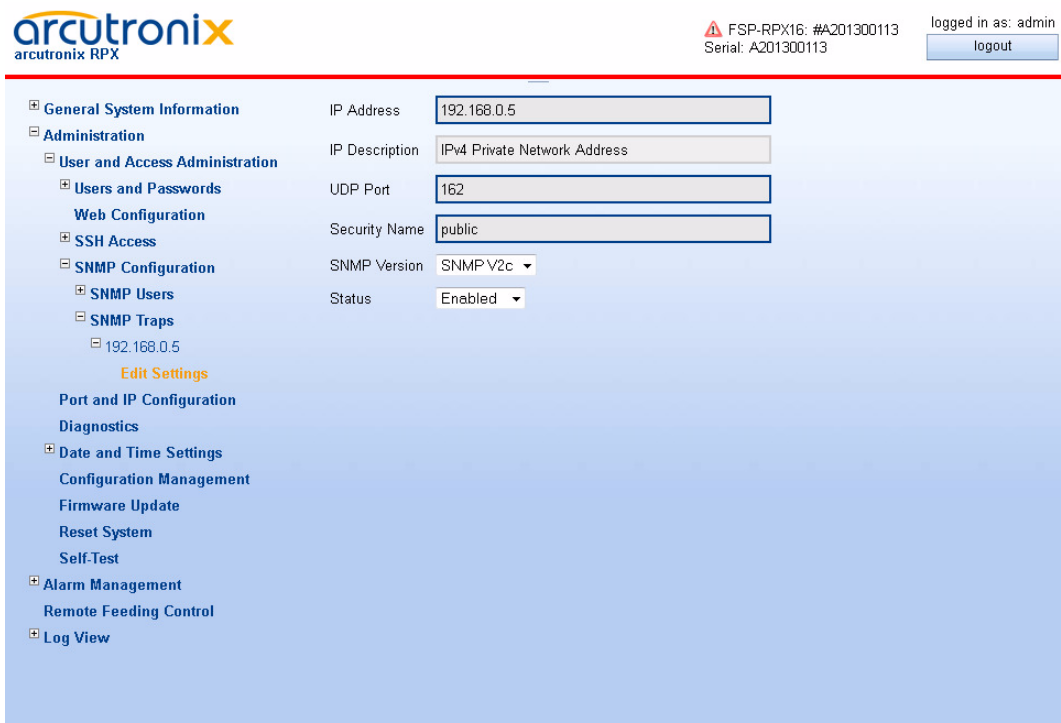 arcutronix
arcutronix RPX
FSP-RPX16: #A201300113
Serial: A201300113
logged in as: admin
logout
General System Information
Administration
User and Access Administration
Users and Passwords
Web Configuration
SSH Access
SNMP Configuration
SNMP Users
SNMP Traps
192.168.0.5
Edit Settings
Port and IP Configuration
Diagnostics
Date and Time Settings
Configuration Management
Firmware Update
Reset System
Self-Test
Alarm Management
Remote Feeding Control
Log View
IP Address 192.168.0.5
IP Description IPv4 Private Network Address
UDP Port 162
Security Name public
SNMP Version SNMP V2c
Status Enabled